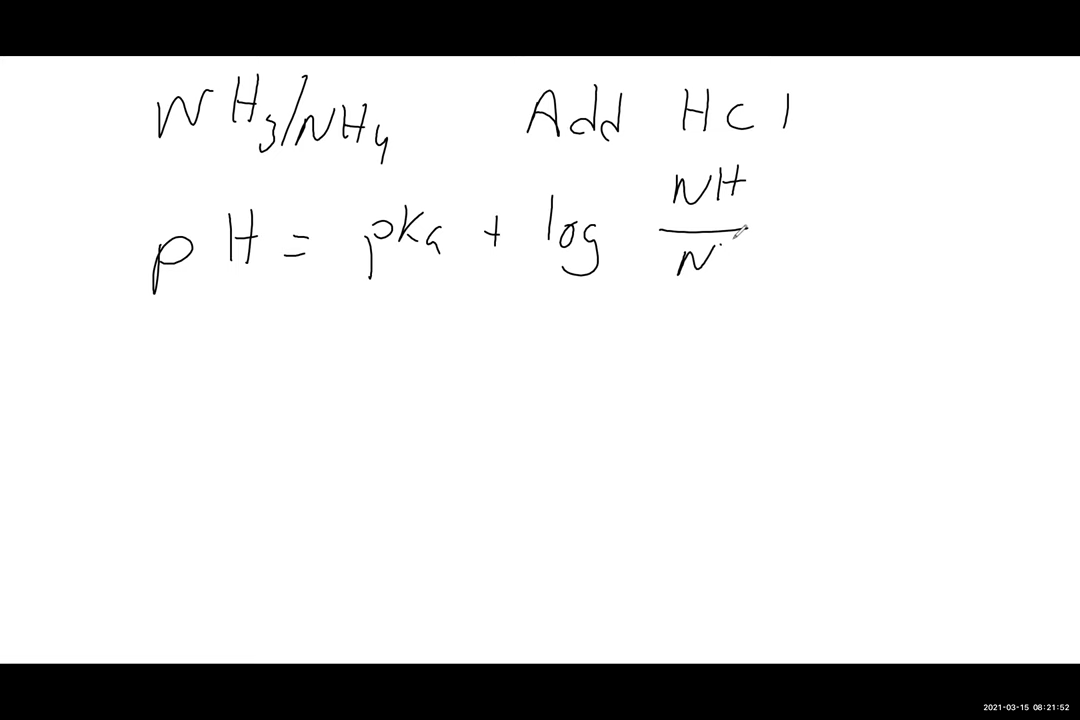 NH3/NH4 Add HCl
pH = pKa + log NH/N
2021-03-15 08:21:52